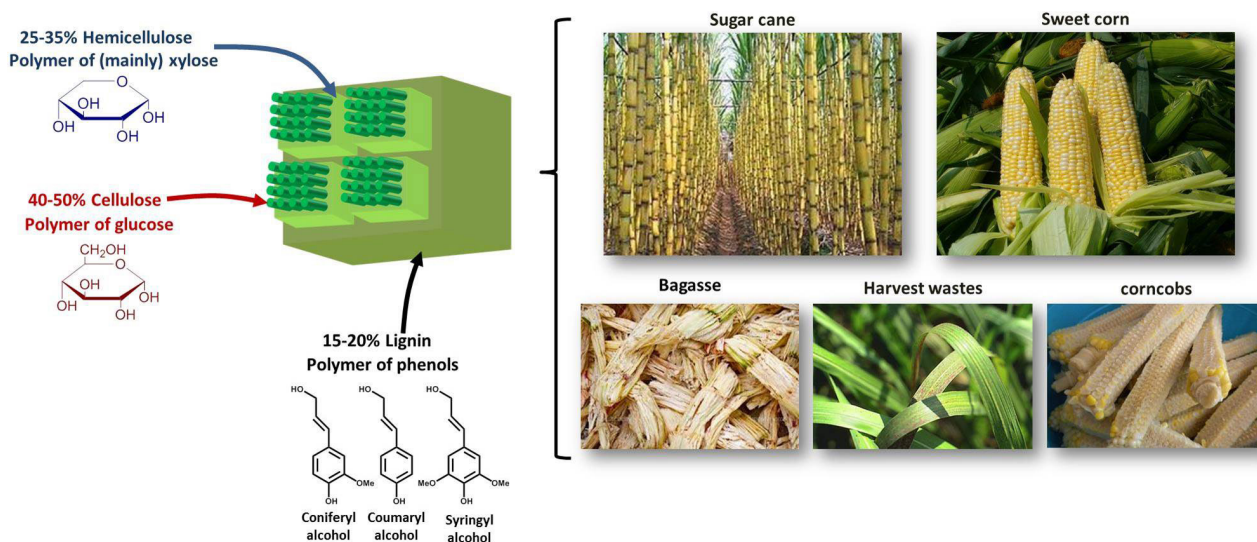 25-35% Hemicellulose
Polymer of (mainly) xylose
O
OH
OH
OH
OH
40-50% Cellulose
Polymer of glucose
CH2OH
O
OH
OH
OH
OH
15-20% Lignin
Polymer of phenols
HO
HO
HO
OMe
MeO
OMe
OH
OH
OH
Coniferyl
alcohol
Coumaryl
alcohol
Syringyl
alcohol
Sugar cane
Sweet corn
Bagasse
Harvest wastes
corncobs